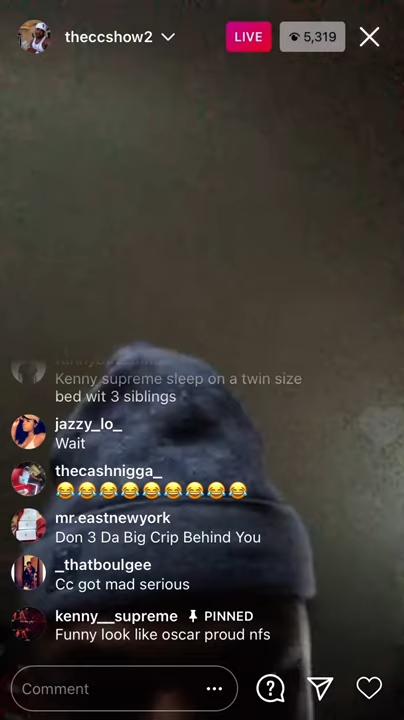 theccshow2
LIVE
5,319
Kenny supreme sleep on a twin size
bed wit 3 siblings
jazzy_lo_
Wait
thecashnigga_
😂😂😂😂😂😂😂😂😂
mr.eastnewyork
Don 3 Da Big Crip Behind You
_thatboulgee
Cc got mad serious
kenny__supreme PINNED
Funny look like oscar proud nfs
Comment